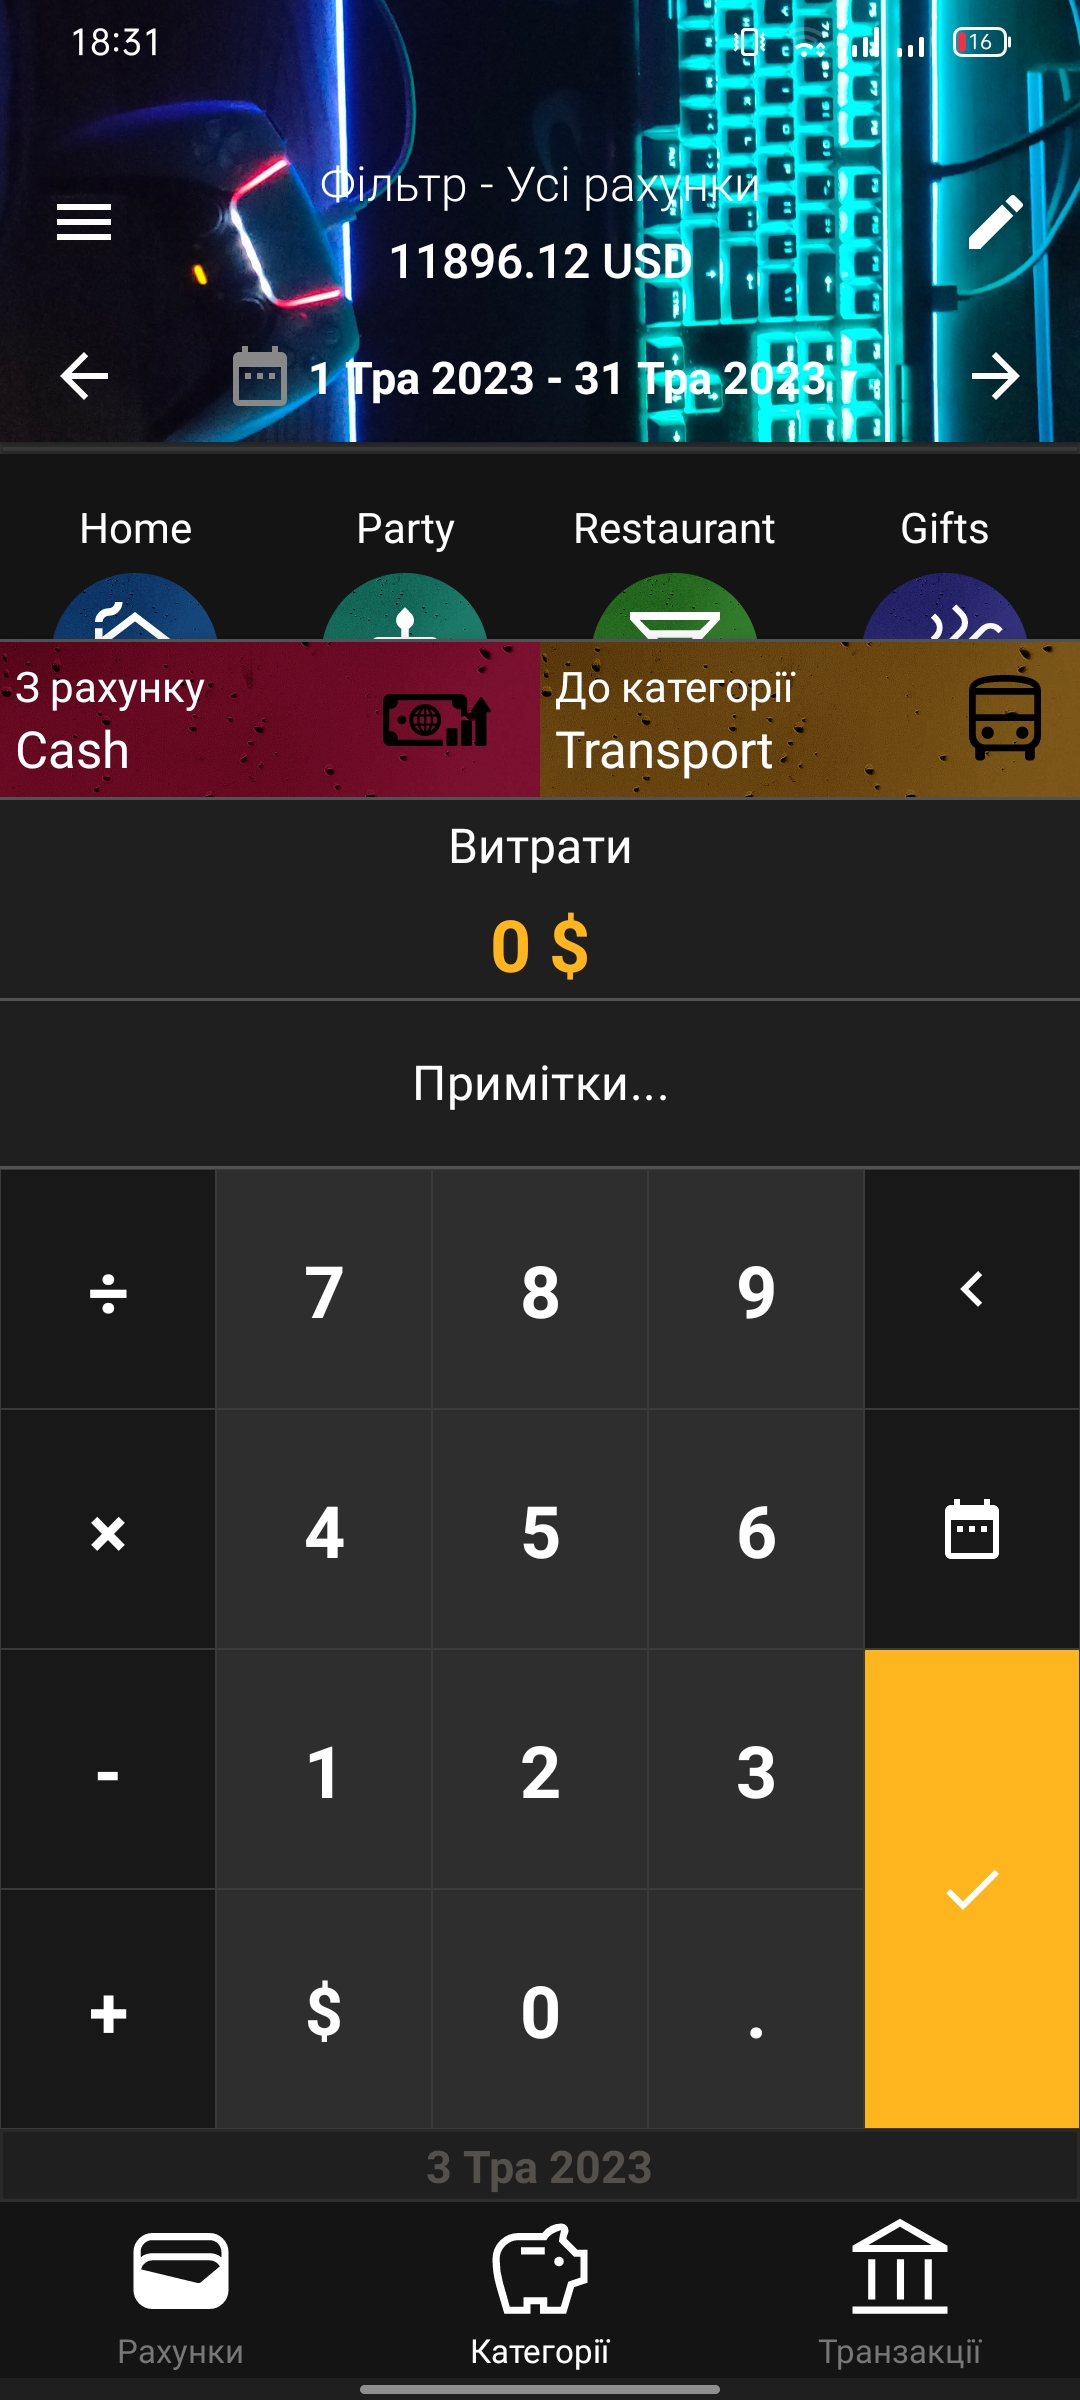 18:31
16
Фільтр - Усі рахунки
11896.12 USD
1 Тра 2023 - 31 Тра 2023
Home
Party
Restaurant
Gifts
З рахунку
Cash
До категорії
Transport
Витрати
0 $
Примітки...
÷ 7 8 9
× 4 5 6
- 1 2 3
+ $ 0 .
3 Тра 2023
Рахунки
Категорії
Транзакції